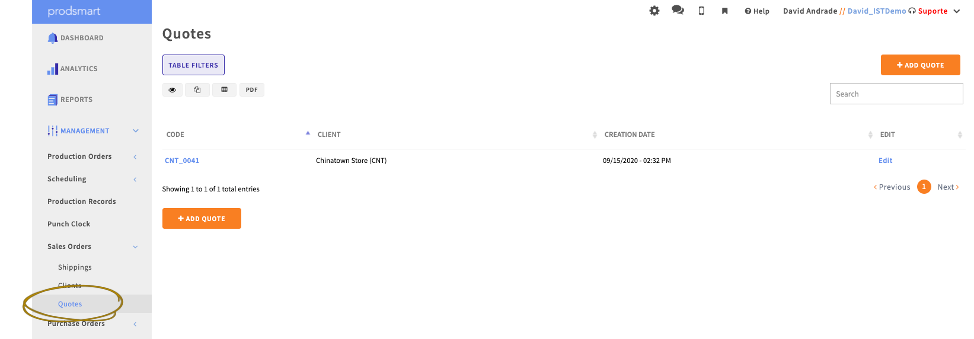 prodsmart
Help David Andrade // David_ISTDemo Suporte
DASHBOARD
ANALYTICS
REPORTS
MANAGEMENT
Production Orders
Scheduling
Production Records
Punch Clock
Sales Orders
Shippings
Clients
Quotes
Purchase Orders
Quotes
TABLE FILTERS
+ ADD QUOTE
PDF
Search
CODE CLIENT CREATION DATE EDIT
CNT_0041 Chinatown Store (CNT) 09/15/2020 - 02:32 PM Edit
Showing 1 to 1 of 1 total entries
< Previous 1 Next >
+ ADD QUOTE